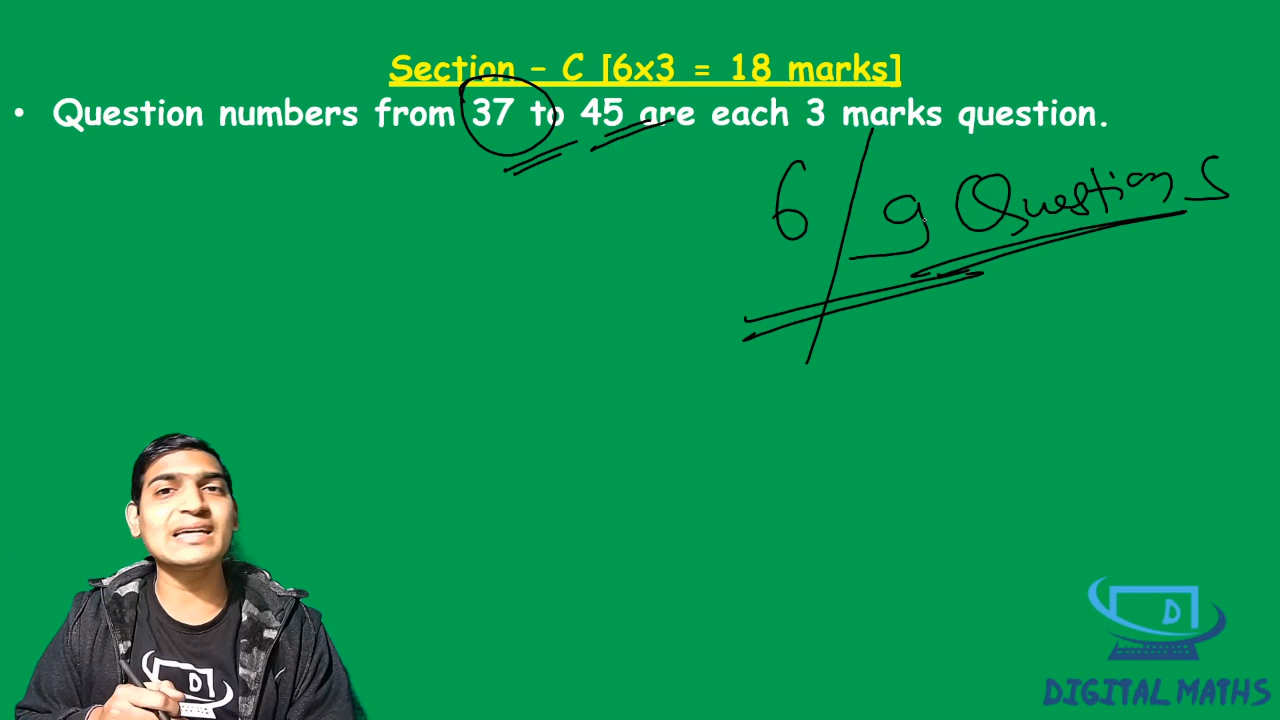 Section – C [6x3 = 18 marks]
• Question numbers from 37 to 45 are each 3 marks question.
6/9 Questions
D
D
DIGITAL MATHS